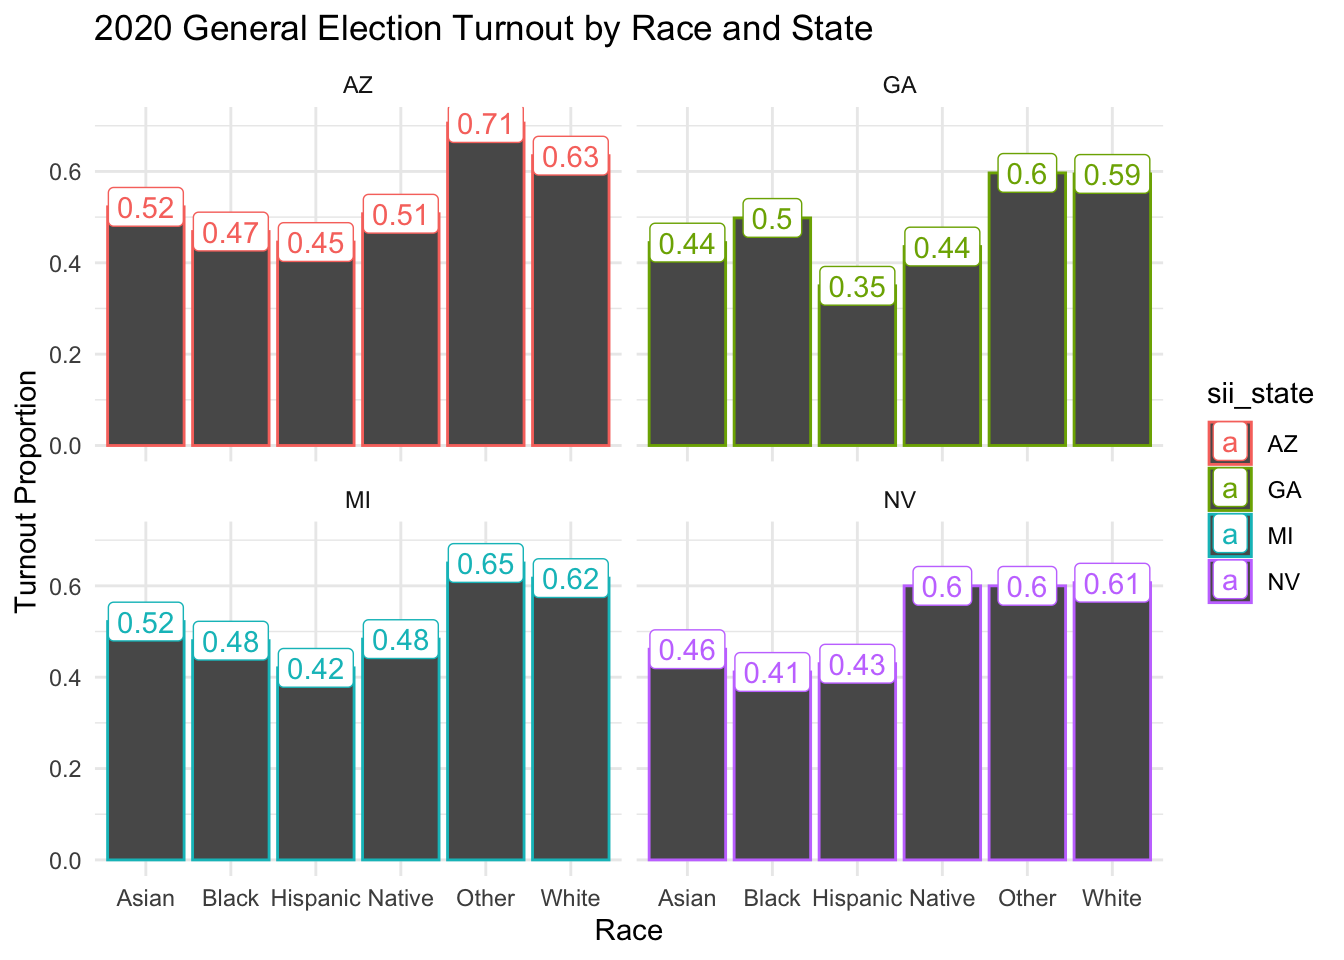 2020 General Election Turnout by Race and State
AZ
GA
0.71
0.63
0.6
0.59
0.6
0.52
0.47
0.45
0.51
0.44
0.5
0.35
0.44
0.4
0.2
0.0
Turnout Proportion
MI
NV
0.65
0.62
0.6
0.6
0.61
0.6
0.52
0.48
0.42
0.48
0.46
0.41
0.43
0.4
0.2
0.0
Asian Black Hispanic Native Other White
Asian Black Hispanic Native Other White
Race
sii_state
a AZ
a GA
a MI
a NV